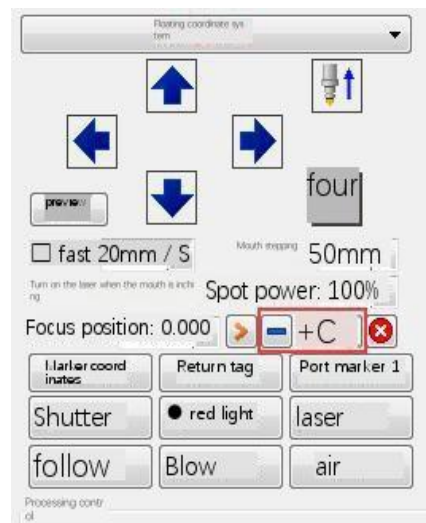 Floating coordinate sys
tem
preview
four
☐ fast 20mm / S
Mouth stepping
50mm
Turn on the laser when the mouth is inchi
ng
Spot power: 100%
Focus position: 0.000
+C
Marker coord
inates
Return tag
Port marker 1
Shutter
red light
laser
follow
Blow
air
Processing contr
ol